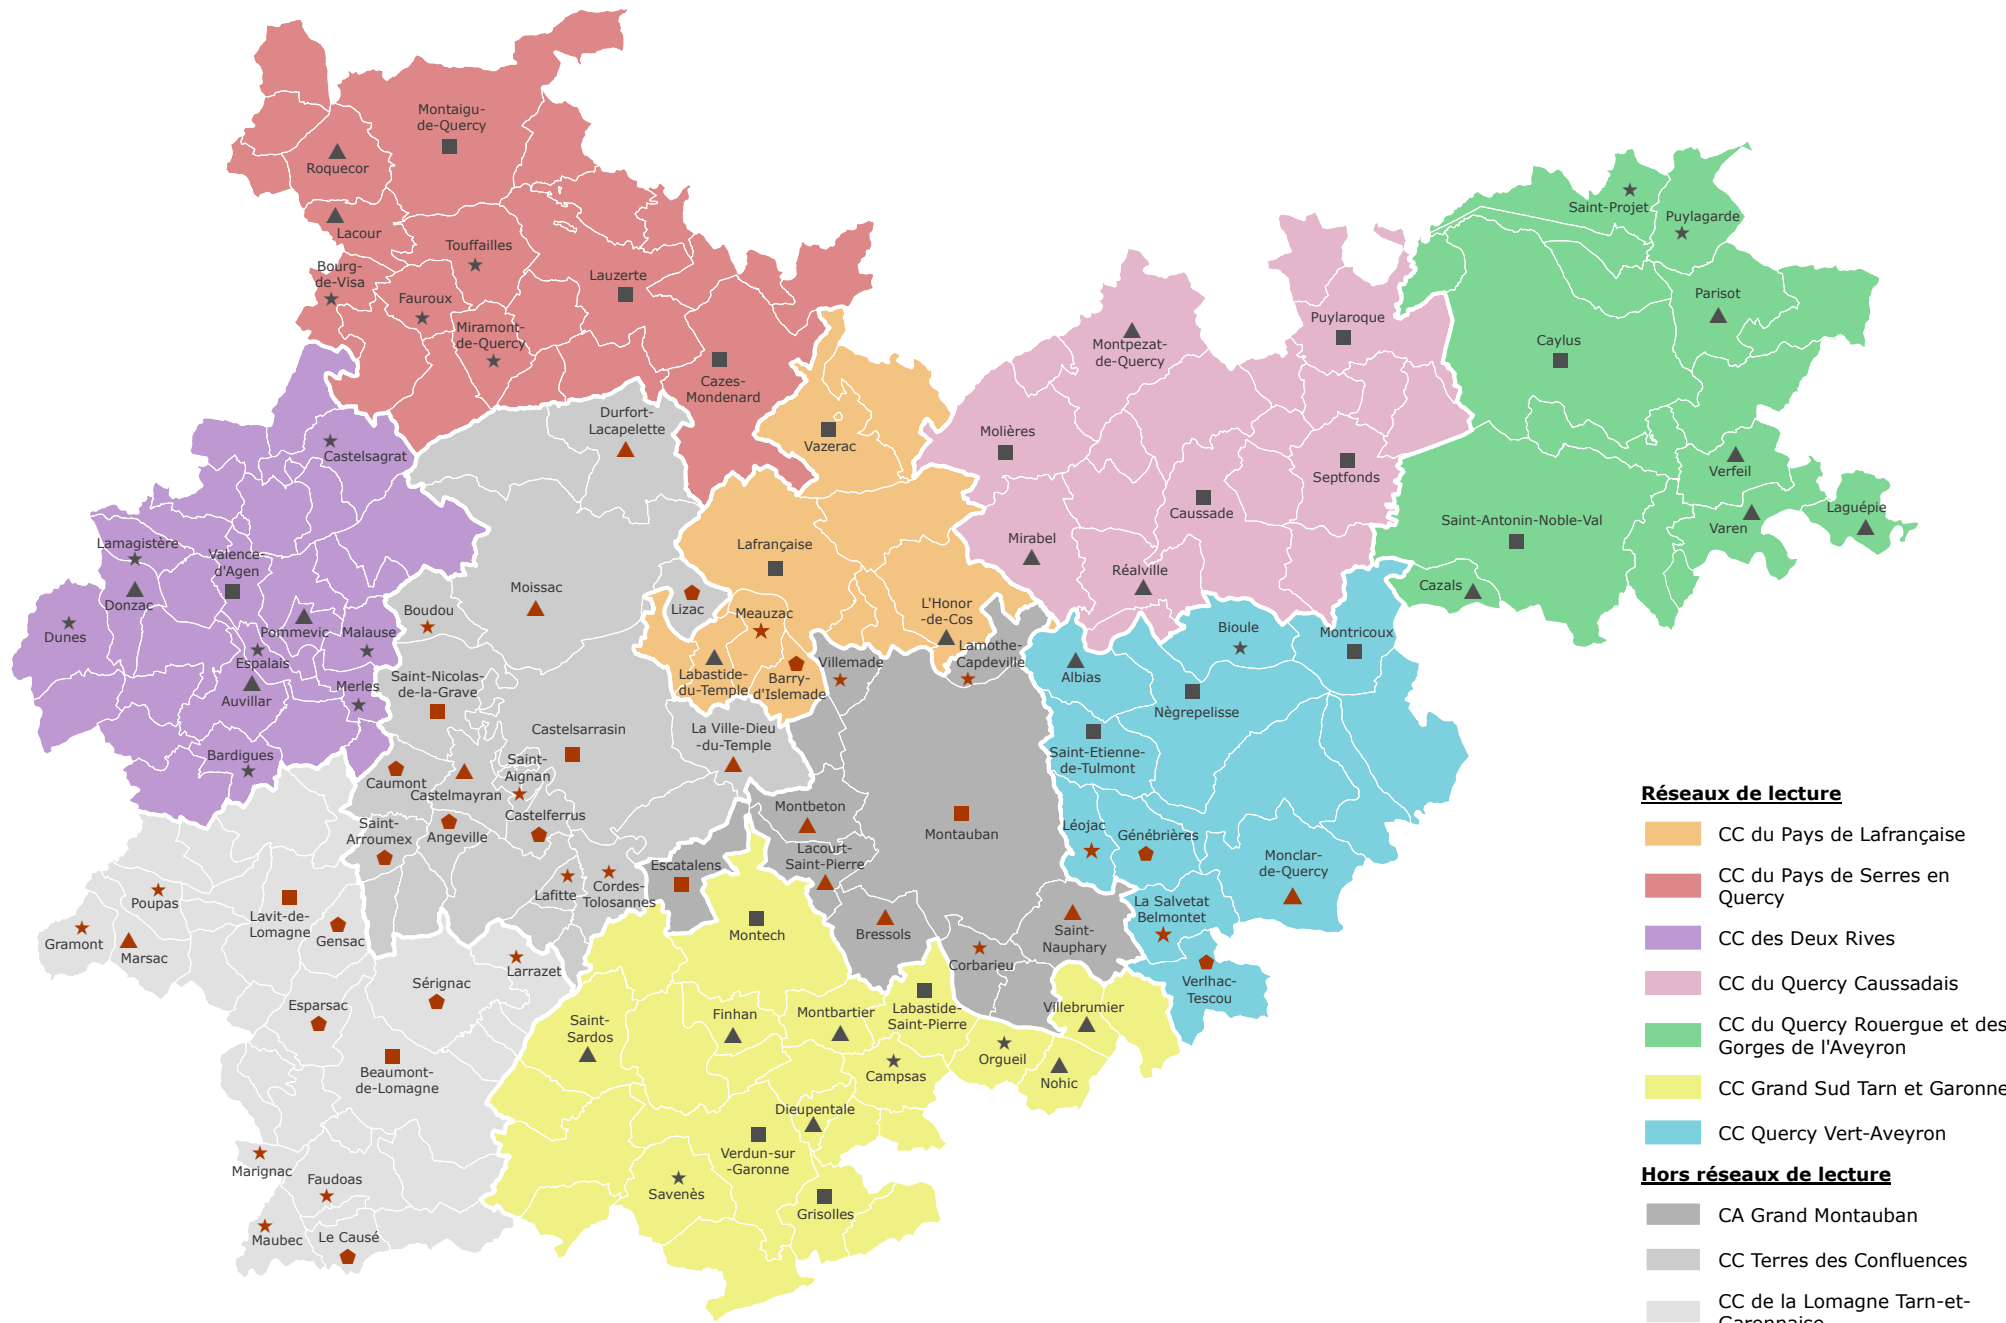 Montaigu-
de-Quercy
Roquecor
Lacour
Touffailles
Bourg-
de-Visa
Fauroux
Lauzerte
Miramont-
de-Quercy
Cazes-
Mondenard
Saint-Projet
Puylagarde
Parisot
Caylus
Puylaroque
Montpezat-
de-Quercy
Durfort-
Lacapelette
Vazerac
Molières
Septfonds
Castelsagrat
Verfeil
Laguépie
Varen
Saint-Antonin-Noble-Val
Caussade
Mirabel
Réalville
Cazals
Lafrançaise
Lamagistère
Valence-
d'Agen
Donzac
Dunes
Pommevic
Malause
Espalais
Auvillar
Merles
Bardigues
Moissac
Boudou
Lizac
Meauzac
L'Honor
-de-Cos
Bioule
Montricoux
Lamothe-
Capdeville
Villemade
Albias
Labastide-
du-Temple
Barry-
d'Islemade
Saint-Nicolas-
de-la-Grave
Nègrepelisse
Castelsarrasin
La Ville-Dieu
-du-Temple
Saint-Etienne-
de-Tulmont
Saint-
Aignan
Caumont
Castelmayran
Castelferrus
Saint-
Arroumex
Angeville
Montbeton
Montauban
Léojac
Génébrières
Lacourt-
Saint-Pierre
Escatalens
Monclar-
de-Quercy
Lafitte
Cordes-
Tolosannes
Poupas
Lavit-de-
Lomagne
Gramont
Marsac
Gensac
Montech
Bressols
Saint-
Nauphary
La Salvetat
Belmontet
Corbarieu
Larrazet
Sérignac
Verlhac-
Tescou
Esparsac
Saint-
Sardos
Finhan
Montbartier
Labastide-
Saint-Pierre
Villebrumier
Orgueil
Nohic
Campsas
Beaumont-
de-Lomagne
Dieupentale
Verdun-sur
-Garonne
Marignac
Faudoas
Savenès
Grisolles
Maubec
Le Causé
Réseaux de lecture
CC du Pays de Lafrançaise
CC du Pays de Serres en
Quercy
CC des Deux Rives
CC du Quercy Caussadais
CC du Quercy Rouergue et des
Gorges de l'Aveyron
CC Grand Sud Tarn et Garonne
CC Quercy Vert-Aveyron
Hors réseaux de lecture
CA Grand Montauban
CC Terres des Confluences
CC de la Lomagne Tarn-et-
Garonnaise